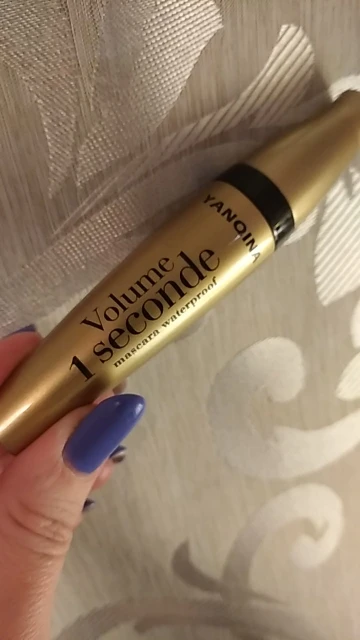 YANQINA
Volume
1 seconde
mascara waterproof